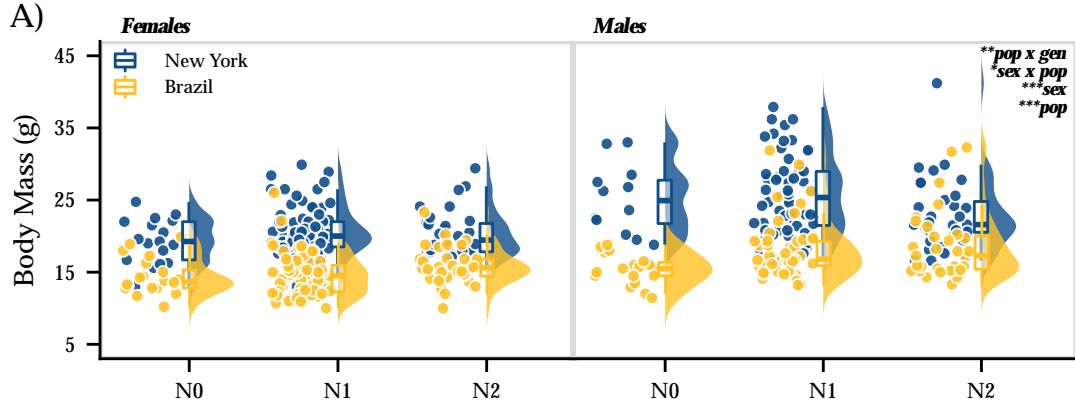 A)
Females
Males
New York
Brazil
**pop x gen
*sex x pop
***sex
***pop
Body Mass (g)
45
35
25
15
5
N0
N1
N2
N0
N1
N2